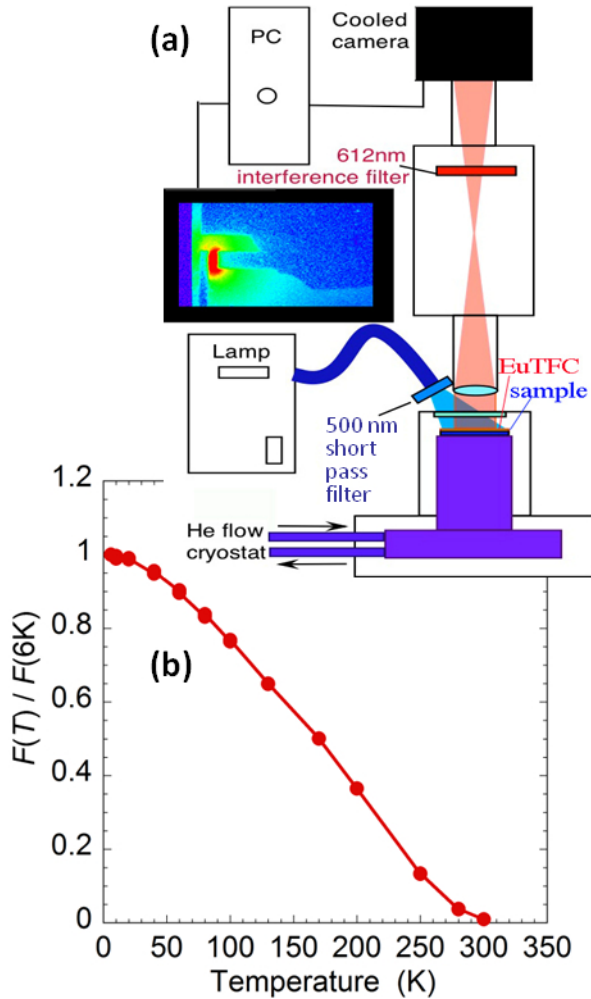 (a)
PC
Cooled
camera
612nm
interference filter
Lamp
EuTFC
sample
500 nm
short
pass
filter
He flow
cryostat
(b)
F(T) / F(6K)
1.2
1
0.8
0.6
0.4
0.2
0
0 50 100 150 200 250 300 350
Temperature (K)